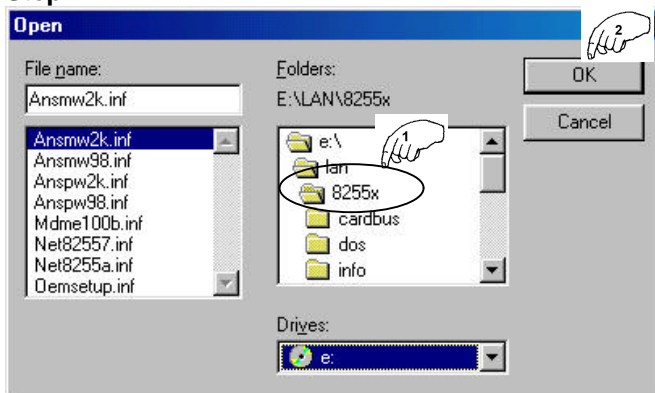 Open
File name:
Ansmw2k.inf
Ansmw2k.inf
Ansmw98.inf
Anspw2k.inf
Anspw98.inf
Mdme100b.inf
Net82557.inf
Net8255a.inf
Oemsetup.inf
Folders:
E:\LAN\8255x
e:\
lan
8255x
cardbus
dos
info
Drives:
e:
OK
Cancel
1
2